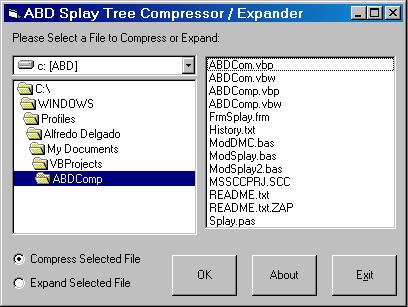 ABD Splay Tree Compressor / Expander
Please Select a File to Compress or Expand:
c: [ABD]
C:\
WINDOWS
Profiles
Alfredo Delgado
My Documents
VBProjects
ABDComp
ABDCom.vbp
ABDCom.vbw
ABDComp.vbp
ABDComp.vbw
FrmSplay.frm
History.txt
ModDMC.bas
ModSplay.bas
ModSplay2.bas
MSSCCPRJ.SCC
README.txt
README.txt.ZAP
Splay.pas
Compress Selected File
Expand Selected File
OK
About
Exit